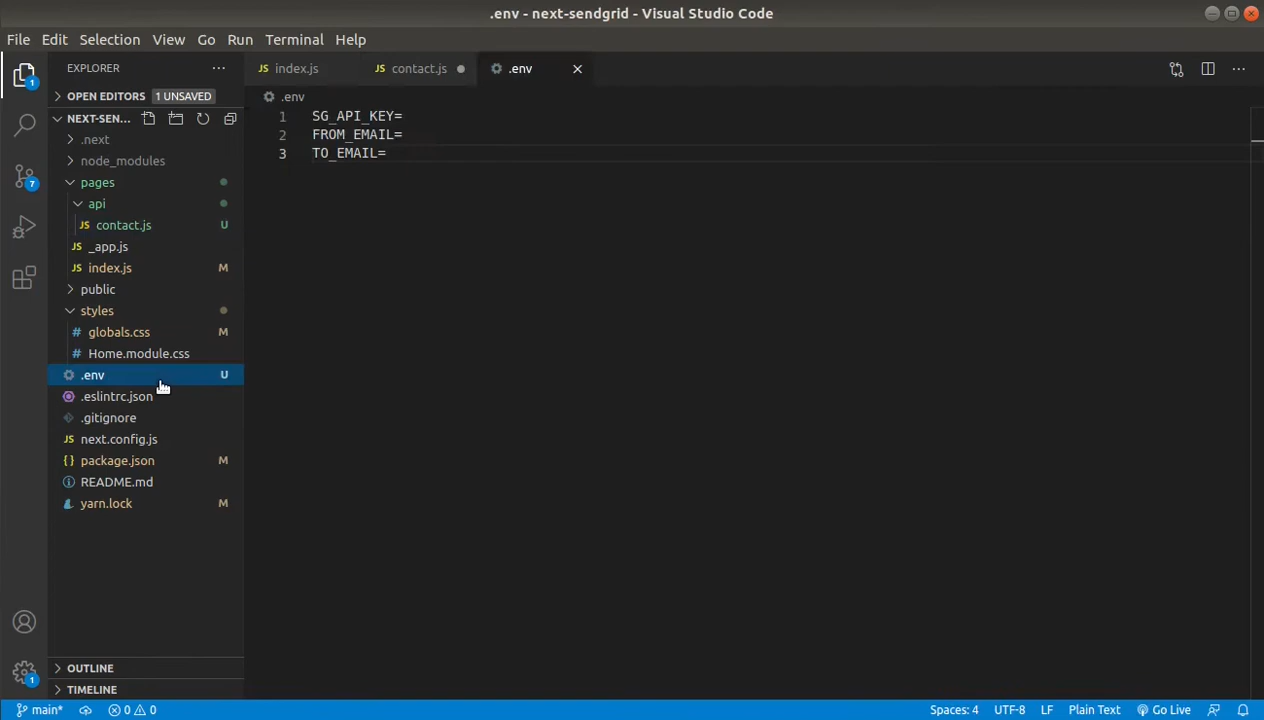 .env - next-sendgrid - Visual Studio Code
File Edit Selection View Go Run Terminal Help
EXPLORER
index.js
contact.js
.env
OPEN EDITORS 1 UNSAVED
NEXT-SEN...
.next
node_modules
pages
api
contact.js U
_app.js
index.js M
public
styles
globals.css M
Home.module.css
.env U
.eslintrc.json
.gitignore
next.config.js
package.json M
README.md
yarn.lock M
OUTLINE
TIMELINE
.env
1 SG_API_KEY=
2 FROM_EMAIL=
3 TO_EMAIL=
1
7
1
main* 0 0 Spaces: 4 UTF-8 LF Plain Text Go Live